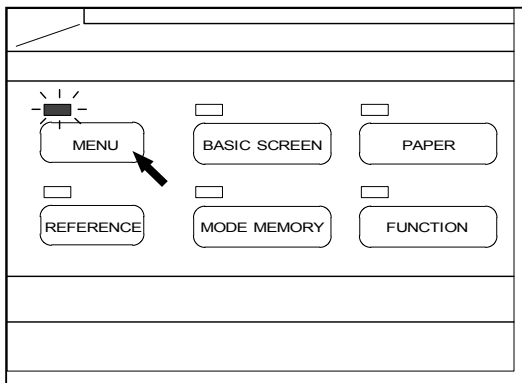 MENU
BASIC SCREEN
PAPER
REFERENCE
MODE MEMORY
FUNCTION